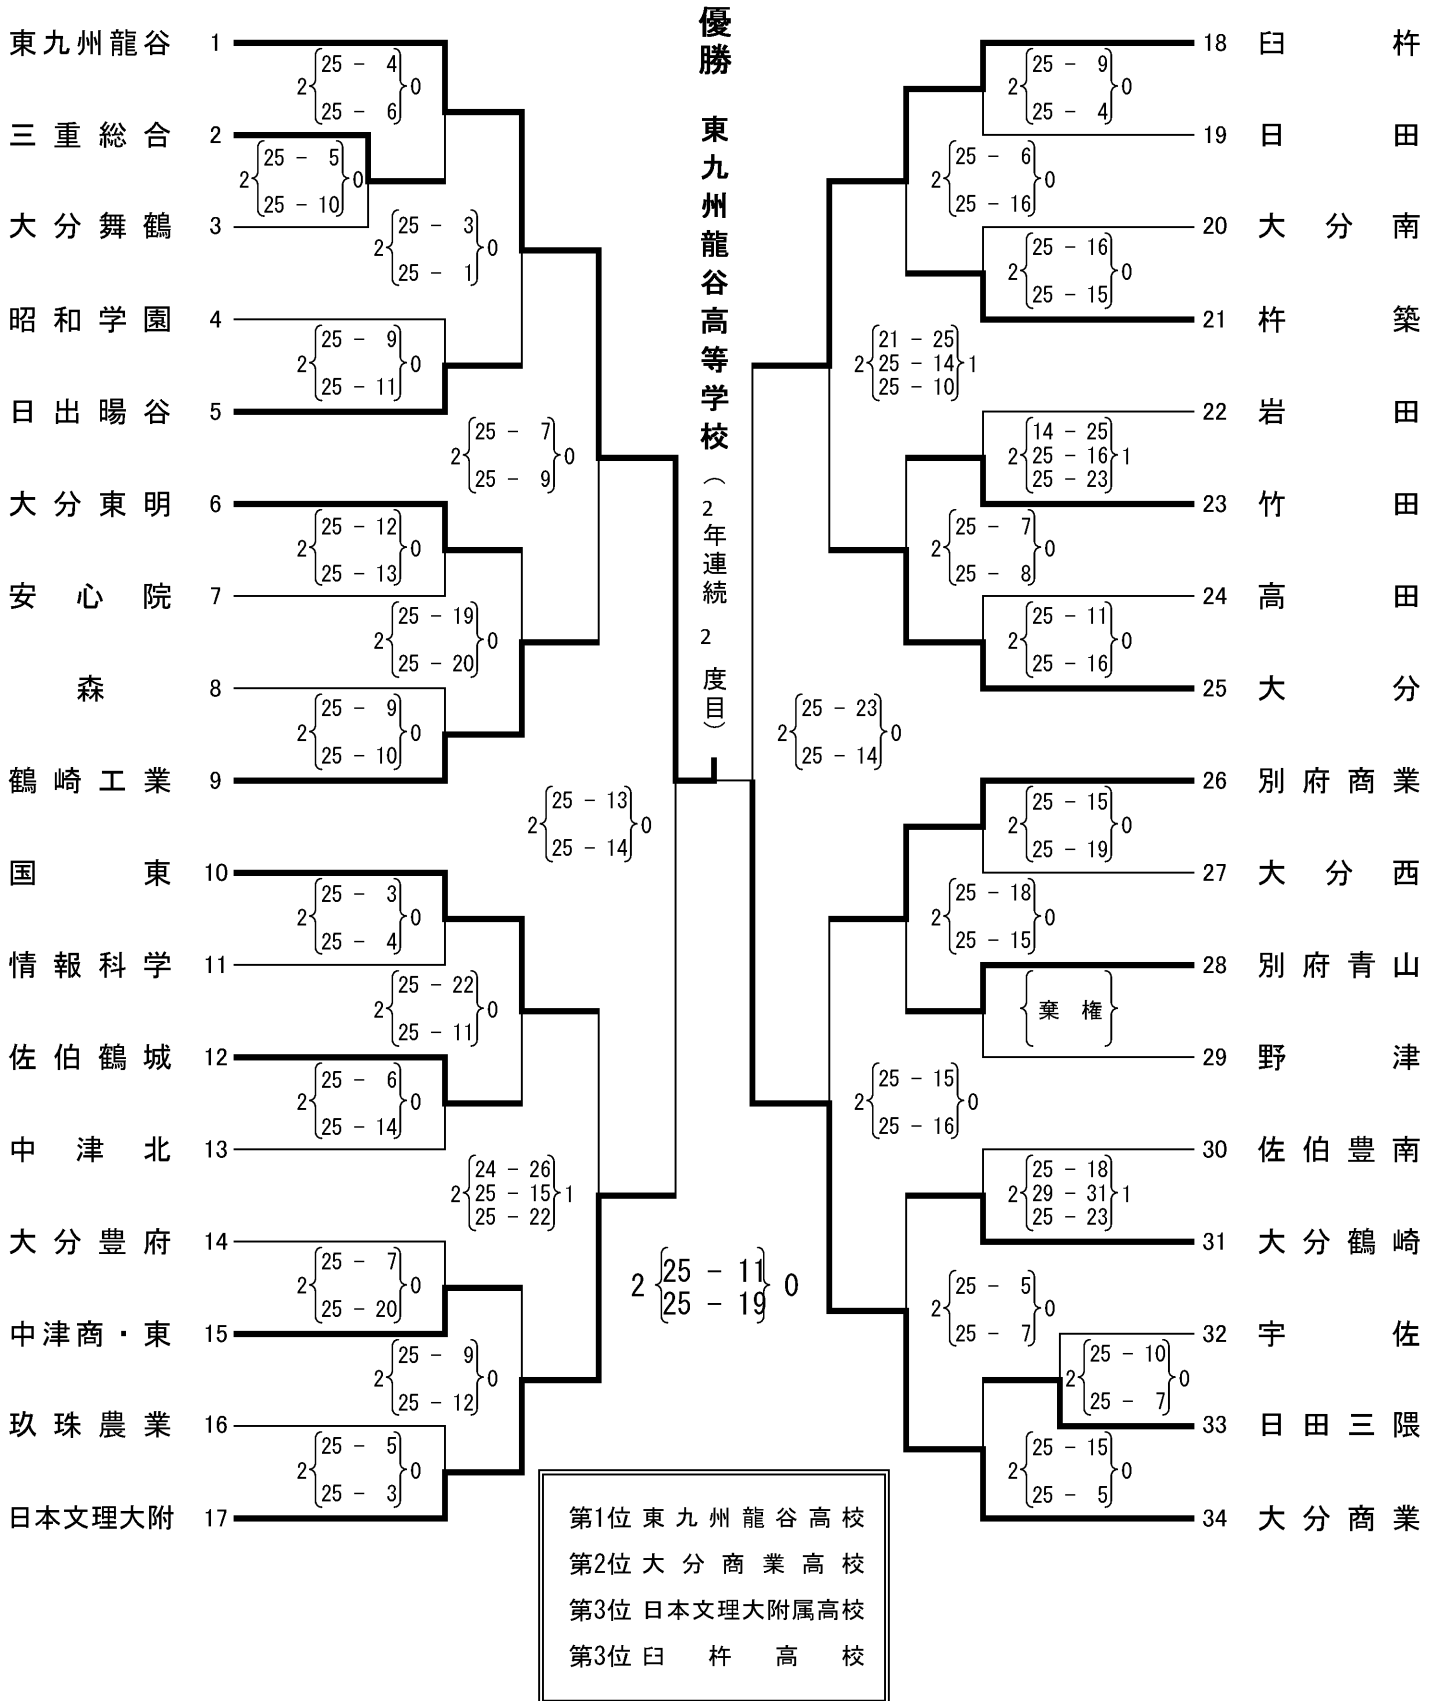 優勝 東九州龍谷高等学校 (2年連続 2 度目)
東九州龍谷 1
2 25 - 4 0
25 - 6
三重総合 2
2 25 - 5 0
25 - 10
大分舞鶴 3
2 25 - 3 0
25 - 1
昭和学園 4
2 25 - 9 0
25 - 11
日出暘谷 5
2 25 - 7 0
25 - 9
大分東明 6
2 25 - 12 0
25 - 13
安心院 7
2 25 - 19 0
25 - 20
森 8
2 25 - 9 0
25 - 10
鶴崎工業 9
2 25 - 13 0
25 - 14
国東 10
2 25 - 3 0
25 - 4
情報科学 11
2 25 - 22 0
25 - 11
佐伯鶴城 12
2 25 - 6 0
25 - 14
中津北 13
2 24 - 26 1
25 - 15
25 - 22
大分豊府 14
2 25 - 7 0
25 - 20
中津商・東 15
2 25 - 9 0
25 - 12
玖珠農業 16
2 25 - 5 0
25 - 3
日本文理大附 17
2 25 - 11 0
25 - 19
18 臼杵
2 25 - 9 0
25 - 4
19 日田
2 25 - 6 0
25 - 16
20 大分南
2 25 - 16 0
25 - 15
21 杵築
2 21 - 25 1
25 - 14
25 - 10
22 岩田
2 14 - 25 1
25 - 16
25 - 23
23 竹田
2 25 - 7 0
25 - 8
24 高田
2 25 - 11 0
25 - 16
25 大分
2 25 - 23 0
25 - 14
26 別府商業
2 25 - 15 0
25 - 19
27 大分西
2 25 - 18 0
25 - 15
28 別府青山
棄権
29 野津
2 25 - 15 0
25 - 16
30 佐伯豊南
2 25 - 18 1
29 - 31
25 - 23
31 大分鶴崎
2 25 - 5 0
25 - 7
32 宇佐
2 25 - 10 0
25 - 7
33 日田三隈
2 25 - 15 0
25 - 5
34 大分商業
第1位 東九州龍谷高校
第2位 大分商業高校
第3位 日本文理大附属高校
第3位 臼杵高校